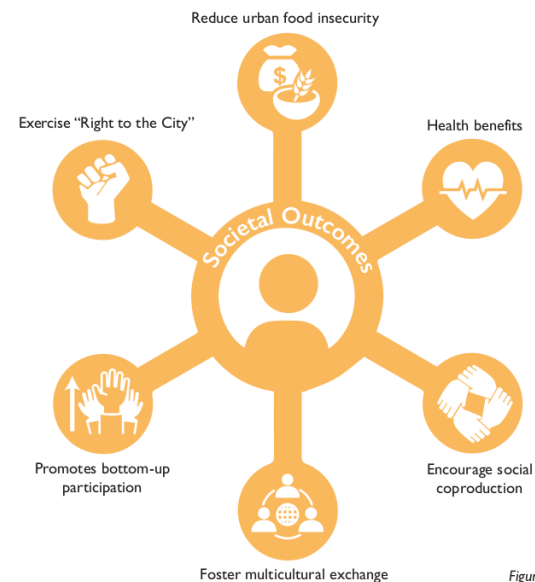 Reduce urban food insecurity
Exercise “Right to the City”
Health benefits
$
Societal Outcomes
Promotes bottom-up
participation
Encourage social
coproduction
Foster multicultural exchange